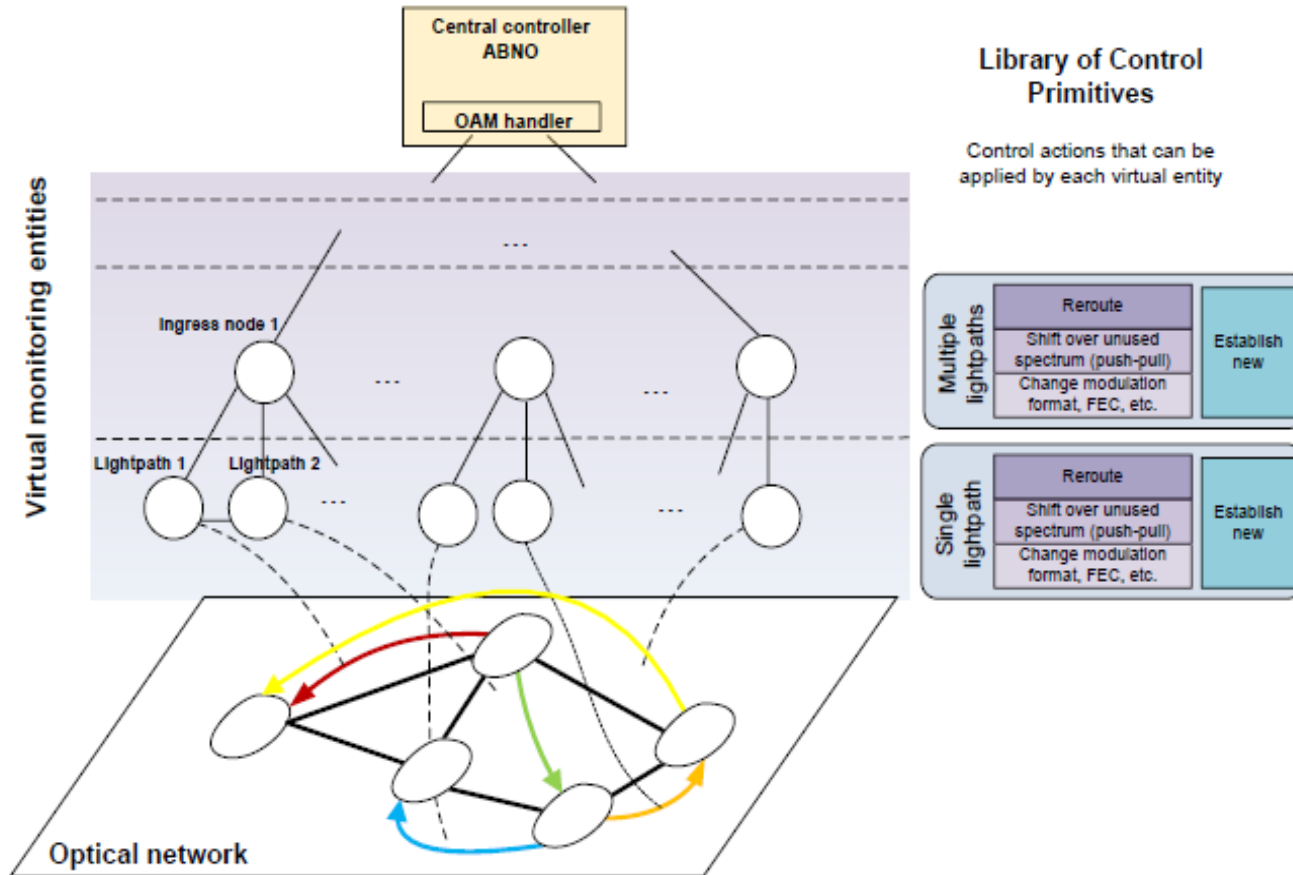 Central controller
ABNO
OAM handler
Library of Control
Primitives
Control actions that can be
applied by each virtual entity
Virtual monitoring entities
- - -
Ingress node 1
- - -
- - -
Lightpath 1
Lightpath 2
- - -
- - -
- - -
Multiple
lightpaths
Reroute
Shift over unused
spectrum (push-pull)
Change modulation
format, FEC, etc.
Establish
new
Single
lightpath
Reroute
Shift over unused
spectrum (push-pull)
Change modulation
format, FEC, etc.
Establish
new
Optical network